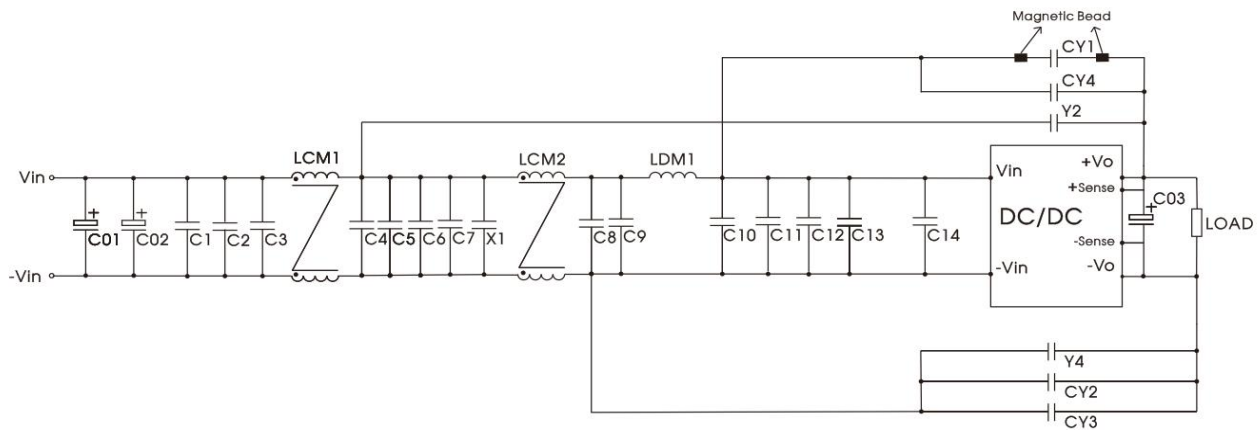 Magnetic Bead
CY1
CY4
Y2
LCM1
LCM2
LDM1
Vin
Vin
+Vo
+Sense
C03
+
+
+
C01
C02
C1
C2
C3
C4
C5
C6
C7
X1
C8
C9
C10
C11
C12
C13
C14
DC/DC
LOAD
-Sense
-Vin
-Vin
-Vo
Y4
CY2
CY3